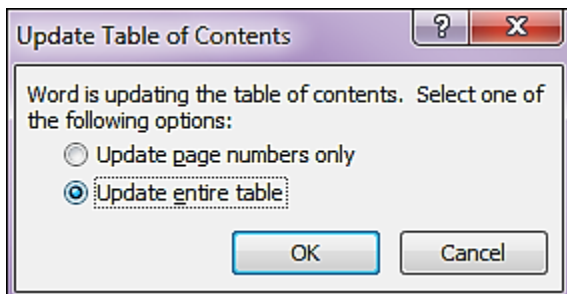 Update Table of Contents
Word is updating the table of contents.  Select one of
the following options:
Update page numbers only
Update entire table
OK Cancel